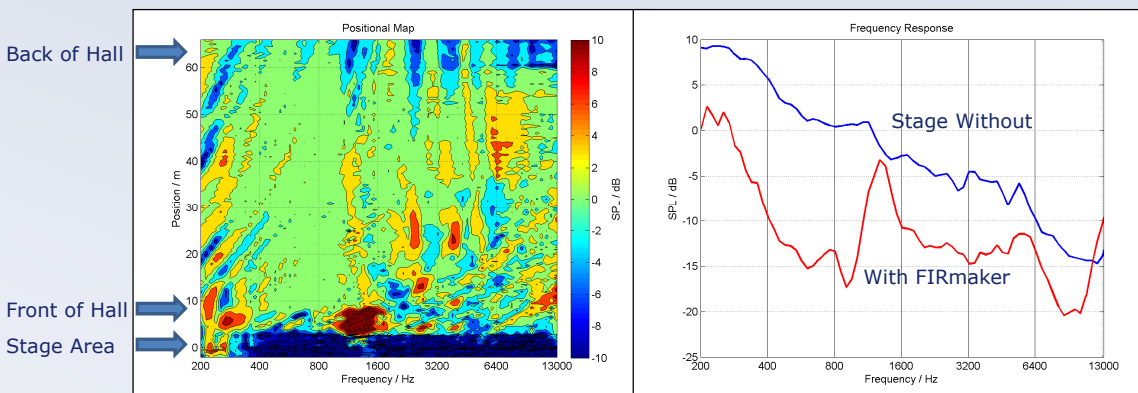 Back of Hall
Front of Hall
Stage Area
Positional Map
Position / m
60
50
40
30
20
10
0
200 400 800 1600 3200 6400 13000
Frequency / Hz
10
8
6
4
2
0
-2
-4
-6
-8
-10
SPL / dB
Frequency Response
SPL / dB
10
5
0
-5
-10
-15
-20
-25
Stage Without
With FIRmaker
200 400 800 1600 3200 6400 13000
Frequency / Hz